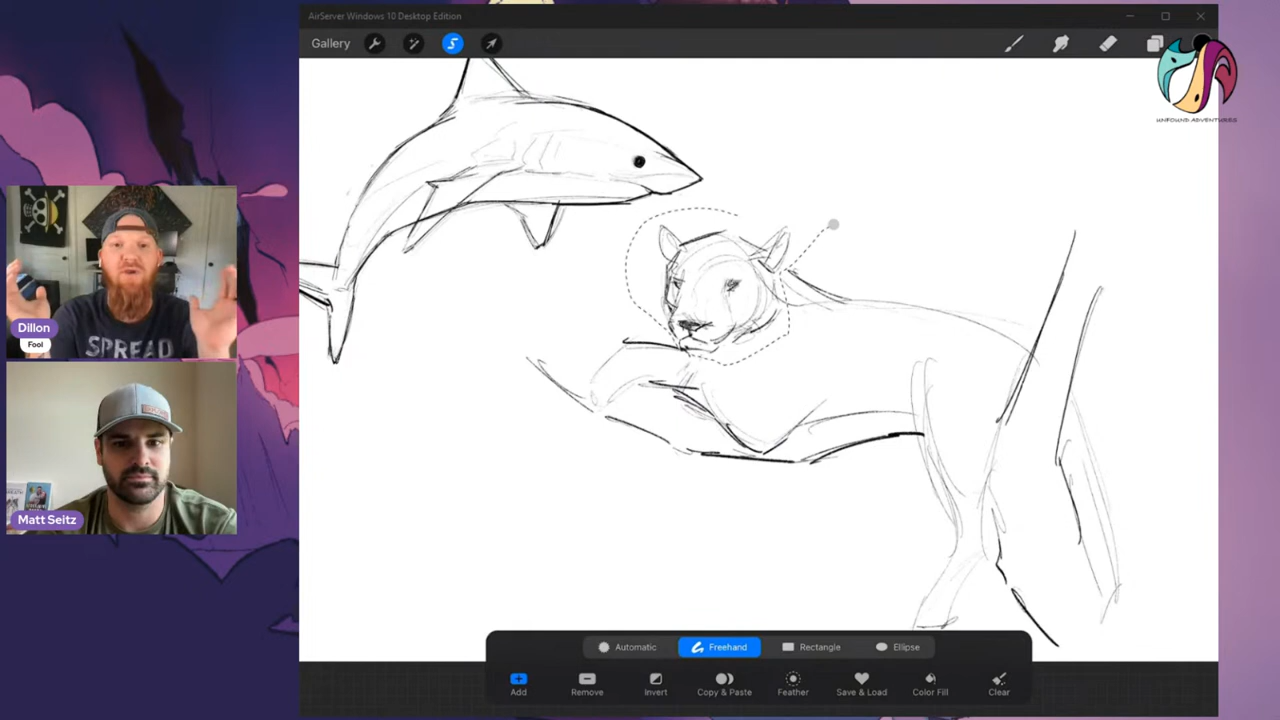 AirServer Windows 10 Desktop Edition
Gallery
UNFOUND ADVENTURES
SPREAD
Dillon
Fool
Matt Seitz
Automatic
Freehand
Rectangle
Ellipse
Add
Remove
Invert
Copy & Paste
Feather
Save & Load
Color Fill
Clear